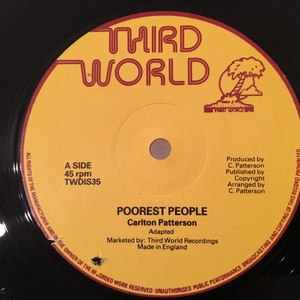 THIRD
WORLD
A SIDE
45 rpm
TWDIS35
Produced by
C. Patterson
Published by
Copyright
Arranged by
C. Patterson
POOREST PEOPLE
Carlton Patterson
Adapted
Marketed by: Third World Recordings
Made in England
ALL RIGHTS OF THE MANUFACTURER AND OF THE OWNER OF THE RECORDED WORK RESERVED UNAUTHORISED PUBLIC PERFORMANCE BROADCASTING AND COPYING OF THIS RECORD PROHIBITED